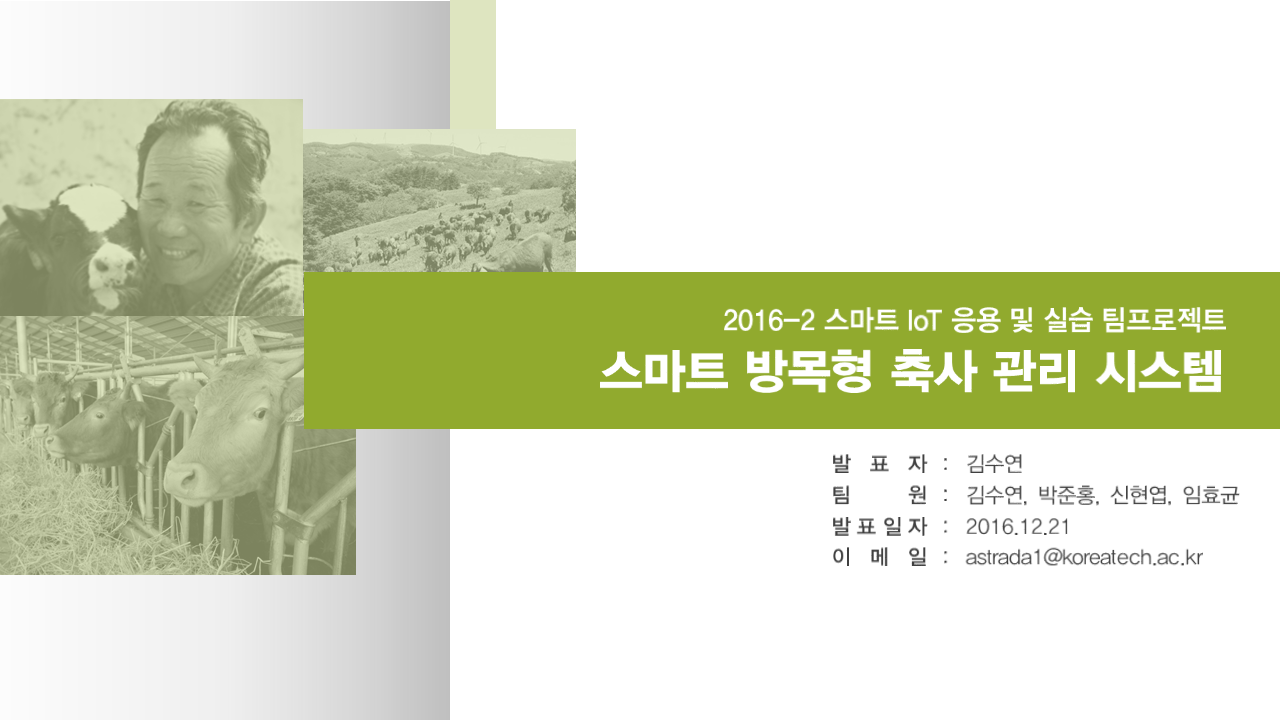 2016-2 스마트 IoT 응용 및 실습 팀프로젝트
스마트 방목형 축사 관리 시스템
발 표 자 : 김수연
팀 원 : 김수연, 박준홍, 신현엽, 임효균
발표일자 : 2016.12.21
이 메 일 : astrada1@koreatech.ac.kr